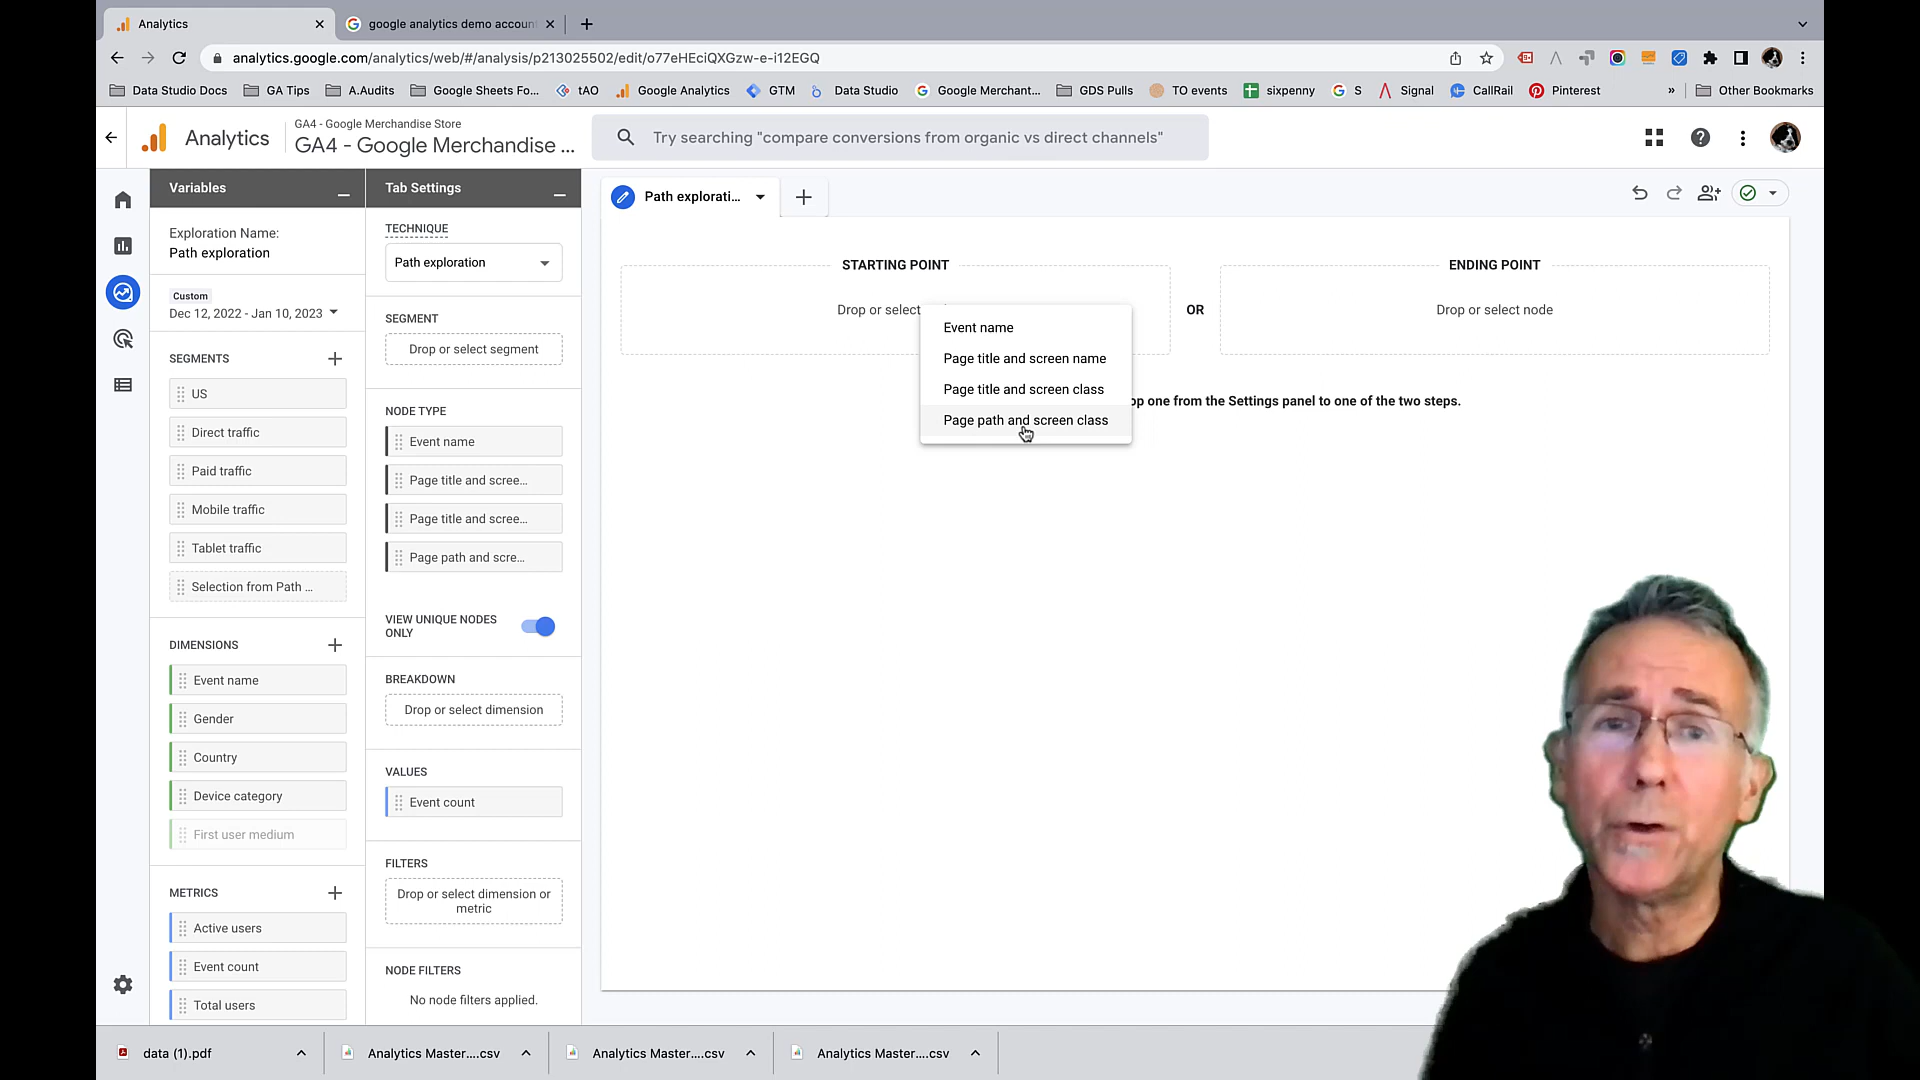 Analytics
google analytics demo accoun
analytics.google.com/analytics/web/#/analysis/p213025502/edit/o77eHEciQXGzw-e-i12EGQ
Data Studio Docs
GA Tips
A.Audits
Google Sheets Fo...
tAO
Google Analytics
GTM
Data Studio
Google Merchant...
GDS Pulls
TO events
sixpenny
S
Signal
CallRail
Pinterest
»
Other Bookmarks
Analytics
GA4 - Google Merchandise Store
GA4 - Google Merchandise ...
Try searching "compare conversions from organic vs direct channels"
Variables
Exploration Name:
Path exploration
Custom
Dec 12, 2022 - Jan 10, 2023
SEGMENTS
US
Direct traffic
Paid traffic
Mobile traffic
Tablet traffic
Selection from Path ...
DIMENSIONS
Event name
Gender
Country
Device category
First user medium
METRICS
Active users
Event count
Total users
Tab Settings
TECHNIQUE
Path exploration
SEGMENT
Drop or select segment
NODE TYPE
Event name
Page title and scree...
Page title and scree...
Page path and scre...
VIEW UNIQUE NODES
ONLY
BREAKDOWN
Drop or select dimension
VALUES
Event count
FILTERS
Drop or select dimension or
metric
NODE FILTERS
No node filters applied.
Path explorati...
STARTING POINT
Drop or select
OR
ENDING POINT
Drop or select node
Event name
Page title and screen name
Page title and screen class
Page path and screen class
op one from the Settings panel to one of the two steps.
data (1).pdf
Analytics Master....csv
Analytics Master....csv
Analytics Master....csv